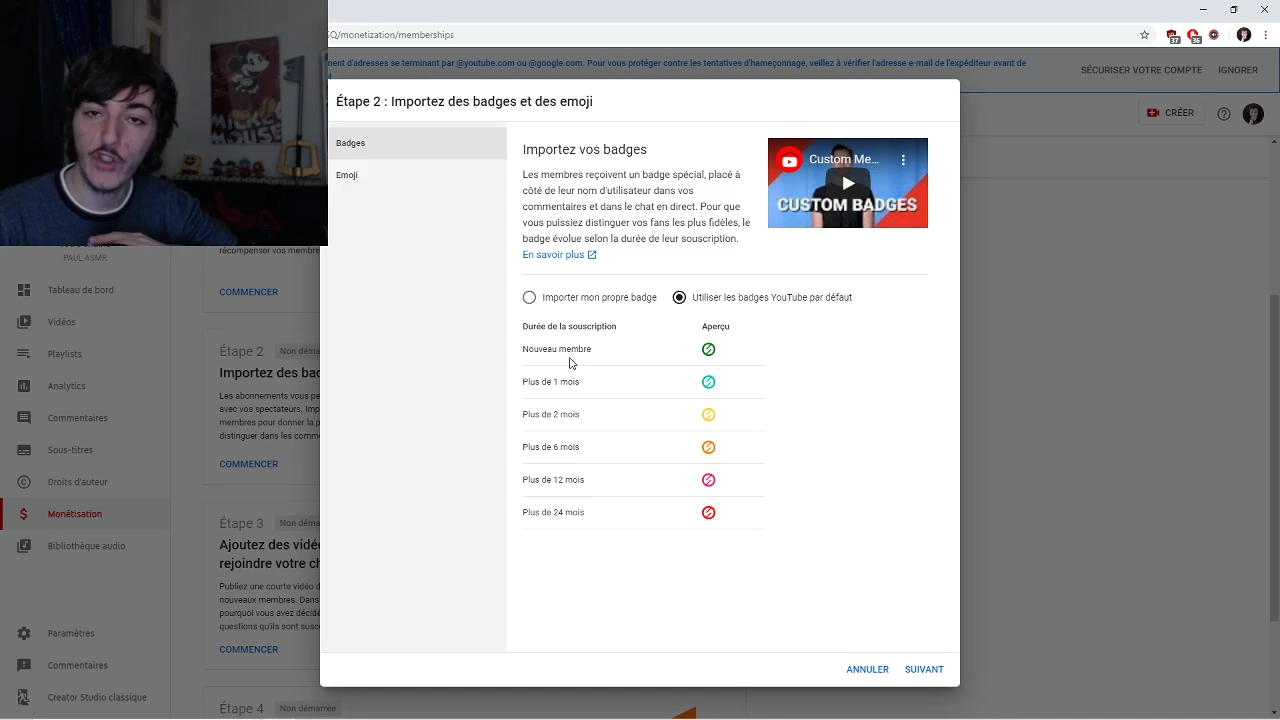 MICKEY
MOUSE
Q/monetization/memberships
37
36
ment d'adresses se terminant par @youtube.com ou @google.com. Pour vous protéger contre les tentatives d'hameçonnage, veillez à vérifier l'adresse e-mail de l'expéditeur avant de
SÉCURISER VOTRE COMPTE
IGNORER
CRÉER
PAUL ASMR
Tableau de bord
Vidéos
Playlists
Analytics
Commentaires
Sous-titres
Droits d'auteur
Monétisation
Bibliothèque audio
Paramètres
Commentaires
Creator Studio classique
récompenser vos membre
COMMENCER
Étape 2
Non déma
Importez des bad
Les abonnements vous pe
avec vos spectateurs. Imp
membres pour donner la p
distinguer dans les comme
COMMENCER
Étape 3
Non déma
Ajoutez des vidé
rejoindre votre ch
Publiez une courte vidéo d
nouveaux membres. Dans
pourquoi vous avez décidé
questions qu'ils sont susc
COMMENCER
Étape 4
Non démarrée
Étape 2 : Importez des badges et des emoji
Badges
Emoji
Importez vos badges
Les membres reçoivent un badge spécial, placé à
côté de leur nom d'utilisateur dans vos
commentaires et dans le chat en direct. Pour que
vous puissiez distinguer vos fans les plus fidèles, le
badge évolue selon la durée de leur souscription.
En savoir plus
Custom Me...
CUSTOM BADGES
Importer mon propre badge
Utiliser les badges YouTube par défaut
Durée de la souscription
Aperçu
Nouveau membre
Plus de 1 mois
Plus de 2 mois
Plus de 6 mois
Plus de 12 mois
Plus de 24 mois
ANNULER
SUIVANT